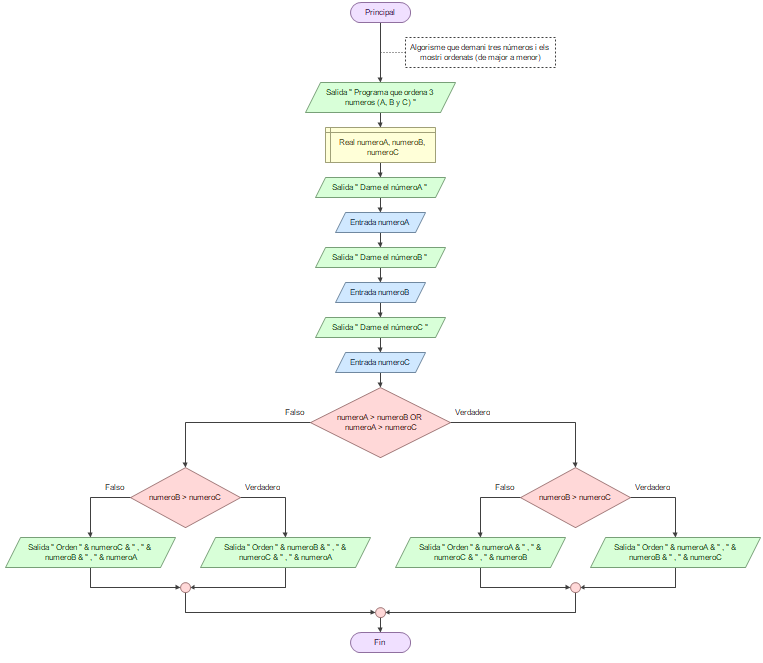 Principal
Algorisme que demani tres números i els
mostri ordenats (de major a menor)
Salida " Programa que ordena 3
numeros (A, B y C) "
Real numeroA, numeroB,
numeroC
Salida " Dame el númeroA "
Entrada numeroA
Salida " Dame el númeroB "
Entrada numeroB
Salida " Dame el númeroC "
Entrada numeroC
Falso
Verdadero
numeroA > numeroB OR
numeroA > numeroC
Falso
Verdadero
numeroB > numeroC
Falso
Verdadero
numeroB > numeroC
Salida " Orden " & numeroC & " , " &
numeroB & " , " & numeroA
Salida " Orden " & numeroB & " , " &
numeroC & " , " & numeroA
Salida " Orden " & numeroA & " , " &
numeroC & " , " & numeroB
Salida " Orden " & numeroA & " , " &
numeroB & " , " & numeroC
Fin